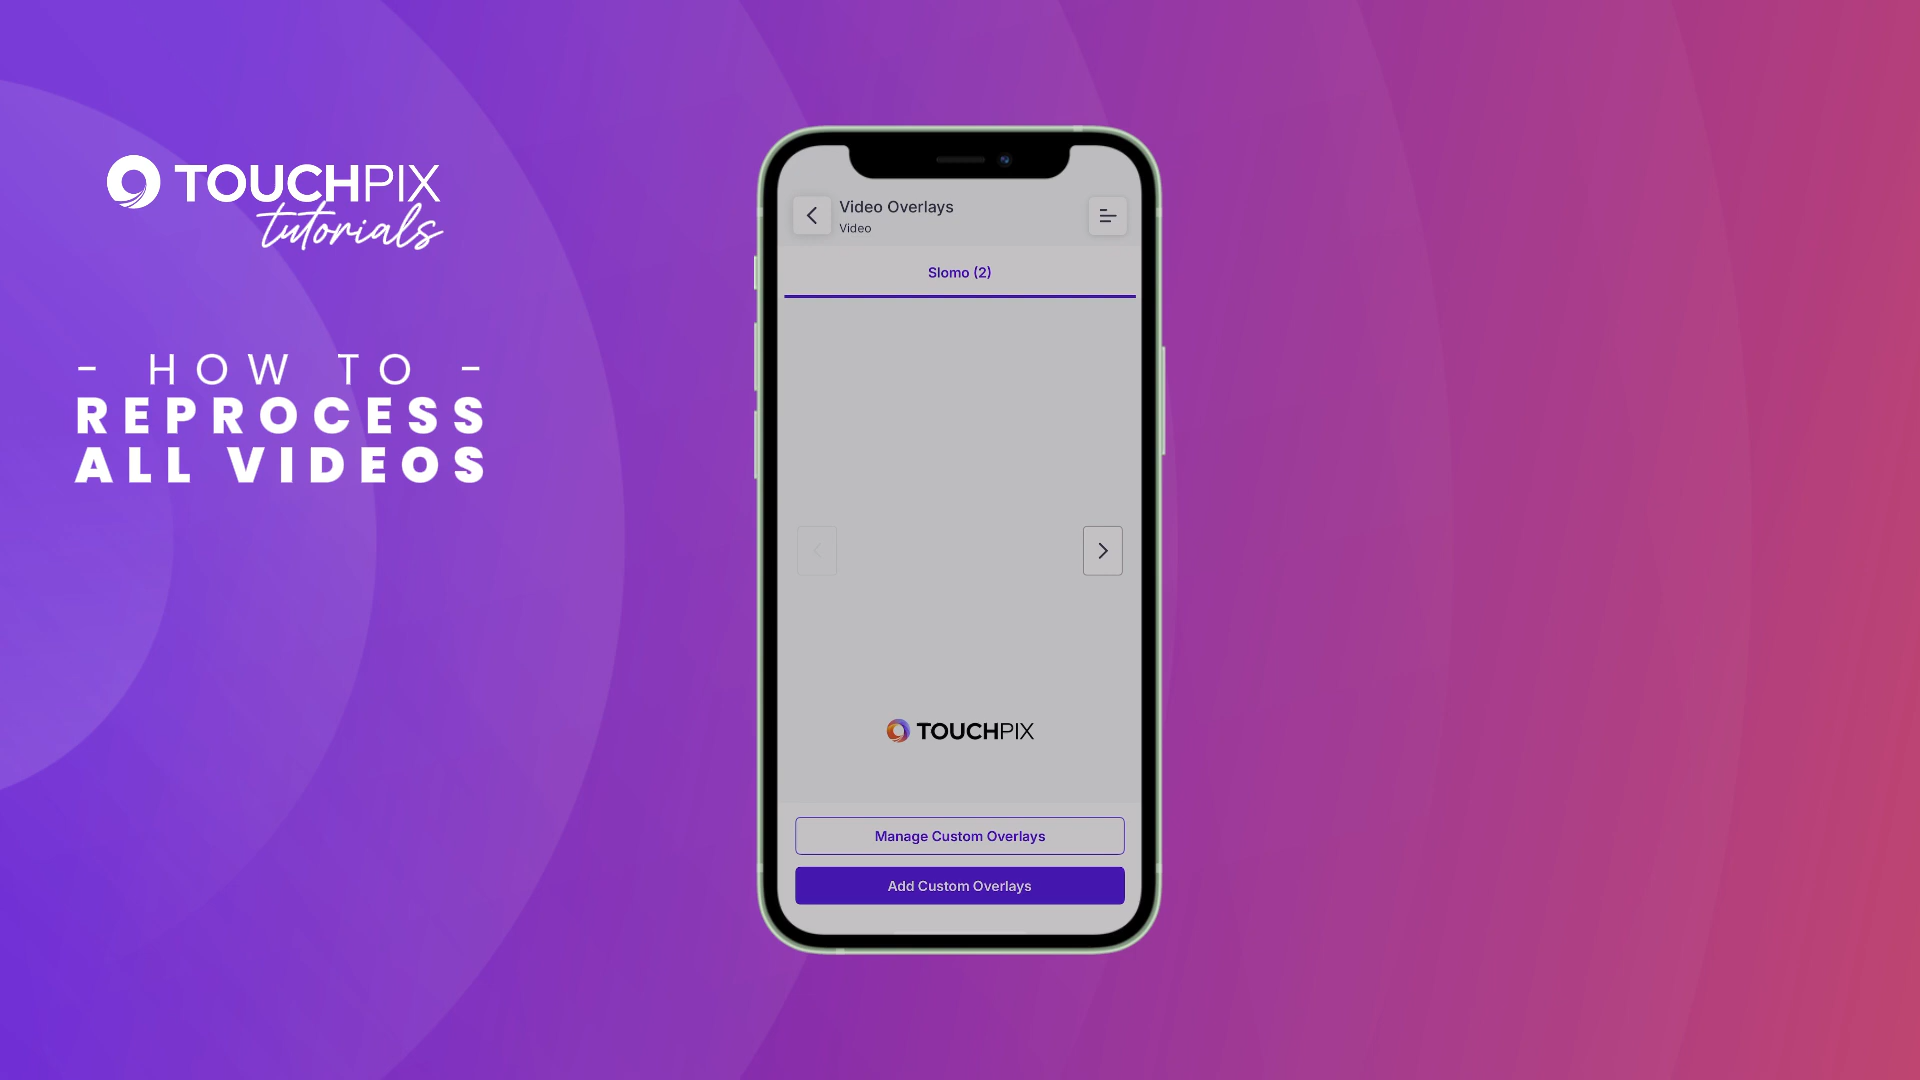 TOUCHPIX
tutorials
- HOW TO -
REPROCESS
ALL VIDEOS
Video Overlays
Video
Slomo (2)
TOUCHPIX
Manage Custom Overlays
Add Custom Overlays